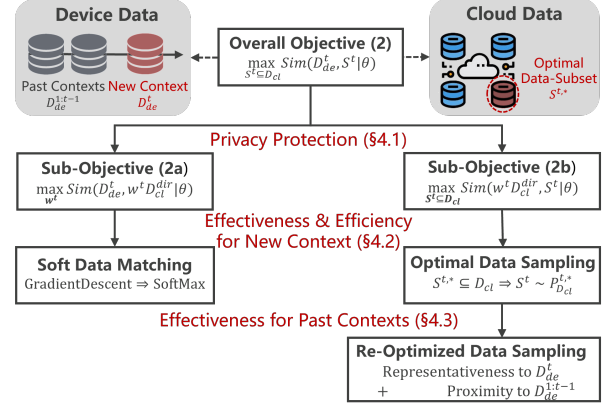 Device Data
Past Contexts New Context
D_{de}^{1:t-1} D_{de}^{t}
Overall Objective (2)
max_{S^t⊆D_{cl}} Sim(D_{de}^t, S^t|θ)
Cloud Data
Optimal
Data-Subset
S^{t,*}
Privacy Protection (§4.1)
Sub-Objective (2a)
max_{w^t} Sim(D_{de}^t, w^t D_{cl}^{dir}|θ)
Sub-Objective (2b)
max_{S^t⊆D_{cl}} Sim(w^t D_{cl}^{dir}, S^t|θ)
Effectiveness & Efficiency
for New Context (§4.2)
Soft Data Matching
GradientDescent ⇒ SoftMax
Optimal Data Sampling
S^{t,*} ⊆ D_{cl} ⇒ S^t ~ P_{D_{cl}}^{t,*}
Effectiveness for Past Contexts (§4.3)
Re-Optimized Data Sampling
Representativeness to D_{de}^t
+ Proximity to D_{de}^{1:t-1}